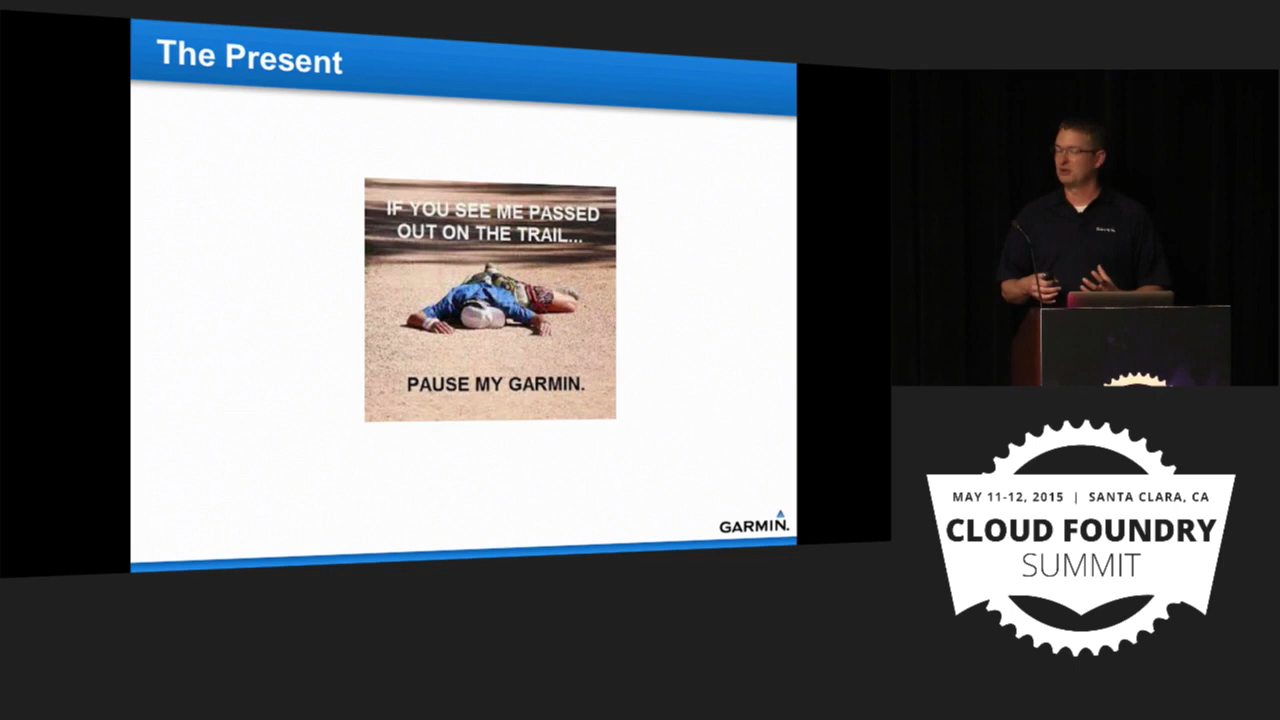 The Present
IF YOU SEE ME PASSED
OUT ON THE TRAIL...
PAUSE MY GARMIN.
GARMIN.
MAY 11-12, 2015 | SANTA CLARA, CA
CLOUD FOUNDRY
SUMMIT